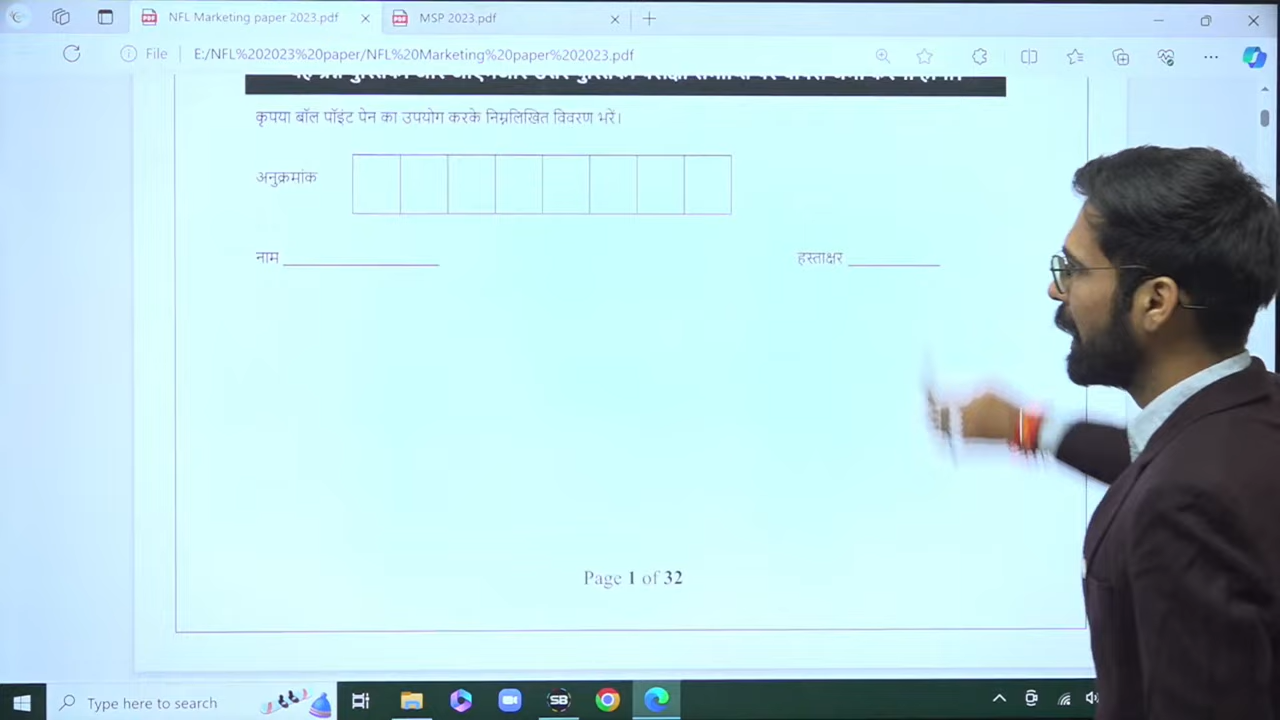 NFL Marketing paper 2023.pdf
MSP 2023.pdf
File
E:/NFL%202023%20paper/NFL%20Marketing%20paper%202023.pdf
कृपया बॉल पॉइंट पेन का उपयोग करके निम्नलिखित विवरण भरें।
अनुक्रमांक
नाम
हस्ताक्षर
Page 1 of 32
Type here to search
SB